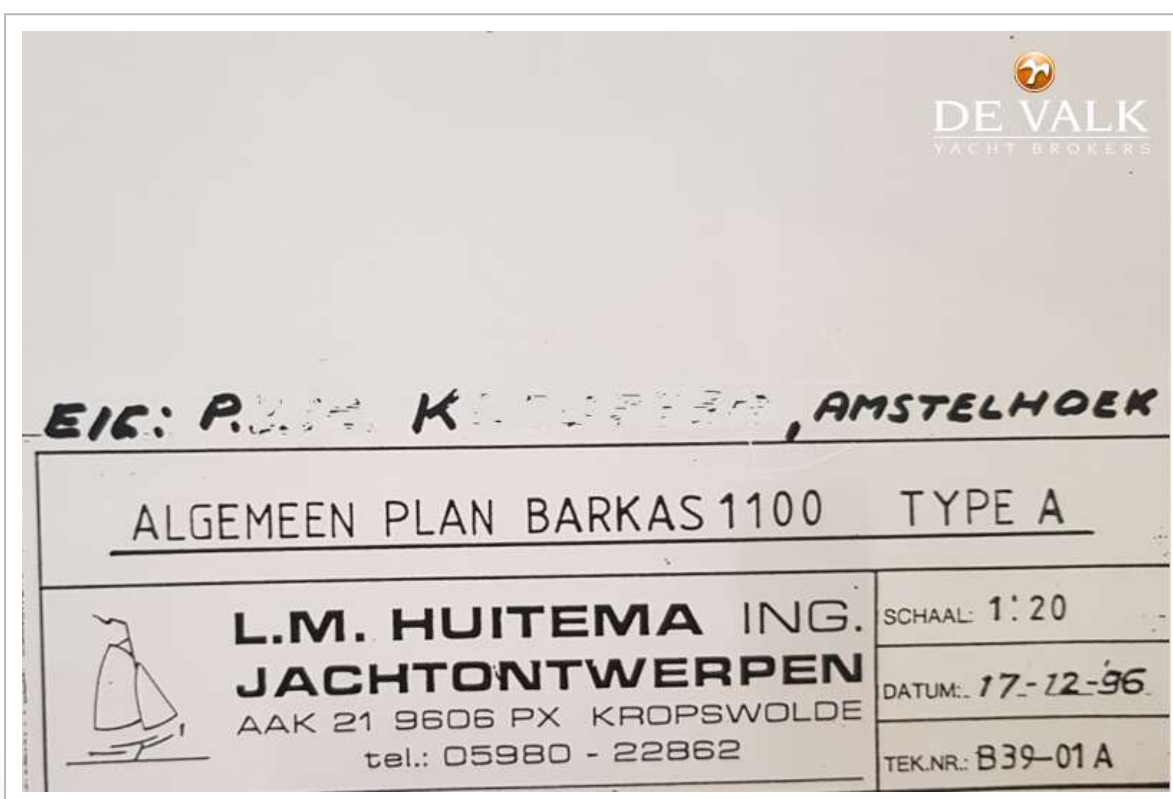 DE VALK
YACHT BROKERS
EIG: P. K , AMSTELHOEK
ALGEMEEN PLAN BARKAS 1100 TYPE A
L.M. HUITEMA ING.
JACHTONTWERPEN
AAK 21 9606 PX KROPSWOLDE
tel.: 05980 - 22862
SCHAAL: 1:20
DATUM: 17-12-96
TEK.NR.: B39-01 A